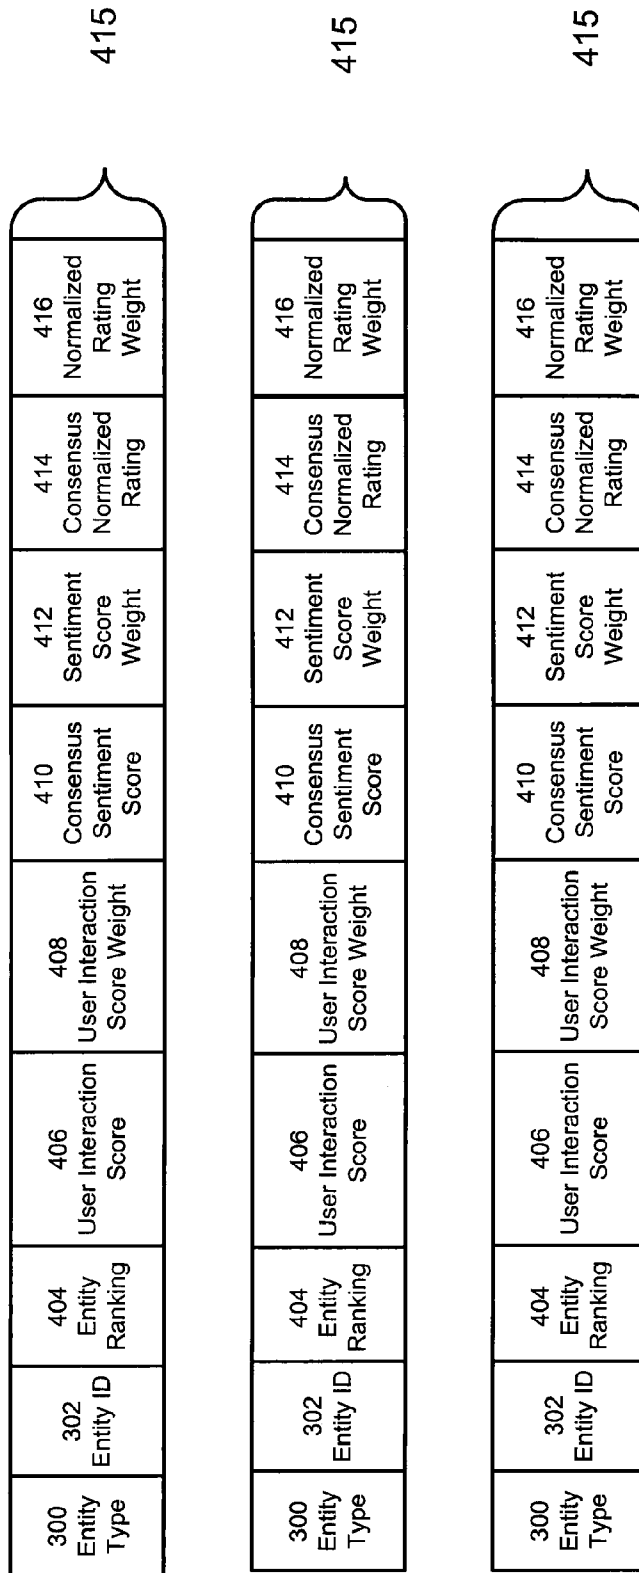 300
Entity
Type
302
Entity ID
404
Entity
Ranking
406
User Interaction
Score
408
User Interaction
Score Weight
410
Consensus
Sentiment
Score
412
Sentiment
Score
Weight
414
Consensus
Normalized
Rating
416
Normalized
Rating
Weight
415
300
Entity
Type
302
Entity ID
404
Entity
Ranking
406
User Interaction
Score
408
User Interaction
Score Weight
410
Consensus
Sentiment
Score
412
Sentiment
Score
Weight
414
Consensus
Normalized
Rating
416
Normalized
Rating
Weight
415
300
Entity
Type
302
Entity ID
404
Entity
Ranking
406
User Interaction
Score
408
User Interaction
Score Weight
410
Consensus
Sentiment
Score
412
Sentiment
Score
Weight
414
Consensus
Normalized
Rating
416
Normalized
Rating
Weight
415